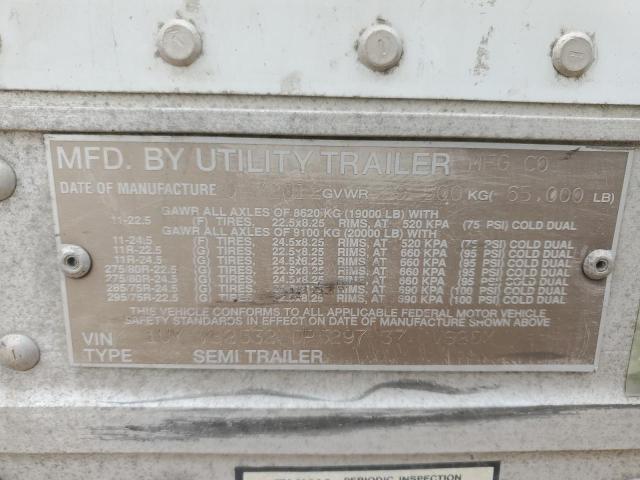 MFD. BY UTILITY TRAILER MFG CO
DATE OF MANUFACTURE 2012 GVWR KG( 65,000 LB)
GAWR ALL AXLES OF 8620 KG (19000 LB) WITH
11-22.5 (F) TIRES, 22.5x8.25 RIMS, AT 520 KPA (75 PSI) COLD DUAL
GAWR ALL AXLES OF 9100 KG (20000 LB) WITH
11-24.5 (F) TIRES, 24.5x8.25 RIMS, AT 520 KPA (75 PSI) COLD DUAL
11R-22.5 (G) TIRES, 22.5x8.25 RIMS, AT 660 KPA (95 PSI) COLD DUAL
11R-24.5 (G) TIRES, 24.5x8.25 RIMS, AT 660 KPA (95 PSI) COLD DUAL
275/80R-22.5 (G) TIRES, 22.5x8.25 RIMS, AT 660 KPA (95 PSI) COLD DUAL
275/80R-24.5 (G) TIRES, 24.5x8.25 RIMS, AT 660 KPA (95 PSI) COLD DUAL
285/75R-24.5 (G) TIRES, 24.5x8.25 RIMS, AT 690 KPA (100 PSI) COLD DUAL
295/75R-22.5 (G) TIRES, 22.5x8.25 RIMS, AT 690 KPA (100 PSI) COLD DUAL
THIS VEHICLE CONFORMS TO ALL APPLICABLE FEDERAL MOTOR VEHICLE
SAFETY STANDARDS IN EFFECT ON DATE OF MANUFACTURE SHOWN ABOVE
VIN
TYPE SEMI TRAILER
PERIODIC INSPECTION